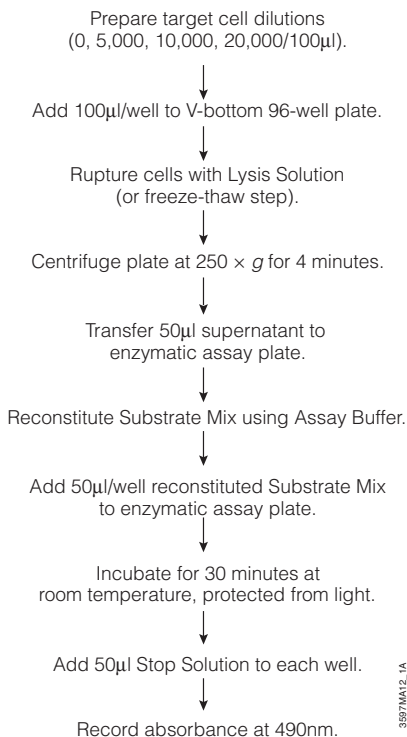 Prepare target cell dilutions
(0, 5,000, 10,000, 20,000/100µl).
Add 100µl/well to V-bottom 96-well plate.
Rupture cells with Lysis Solution
(or freeze-thaw step).
Centrifuge plate at 250 × g for 4 minutes.
Transfer 50µl supernatant to
enzymatic assay plate.
Reconstitute Substrate Mix using Assay Buffer.
Add 50µl/well reconstituted Substrate Mix
to enzymatic assay plate.
Incubate for 30 minutes at
room temperature, protected from light.
Add 50µl Stop Solution to each well.
Record absorbance at 490nm.
3597MA12_1A